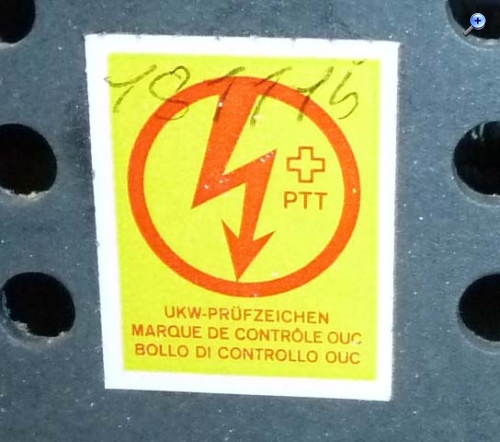 PTT
UKW-PRÜFZEICHEN
MARQUE DE CONTRÔLE OUC
BOLLO DI CONTROLLO OUC